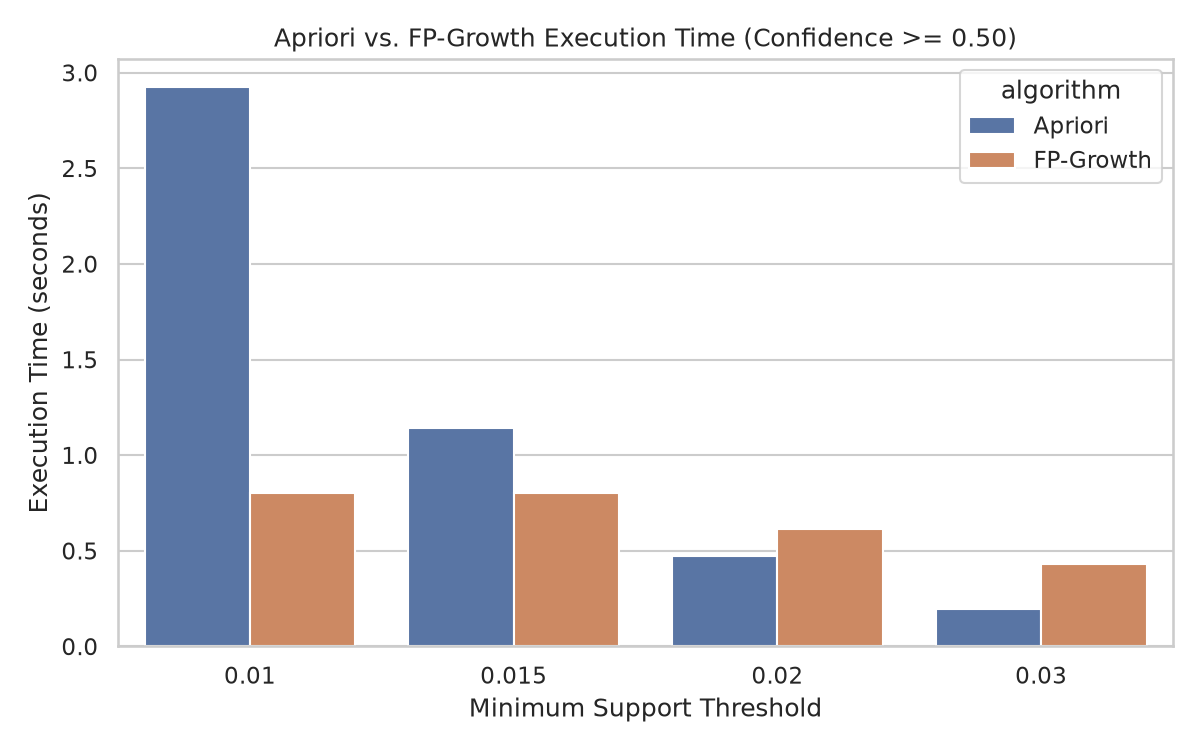 Apriori vs. FP-Growth Execution Time (Confidence >= 0.50)
algorithm
Apriori
FP-Growth
Execution Time (seconds)
3.0
2.5
2.0
1.5
1.0
0.5
0.0
0.01 0.015 0.02 0.03
Minimum Support Threshold